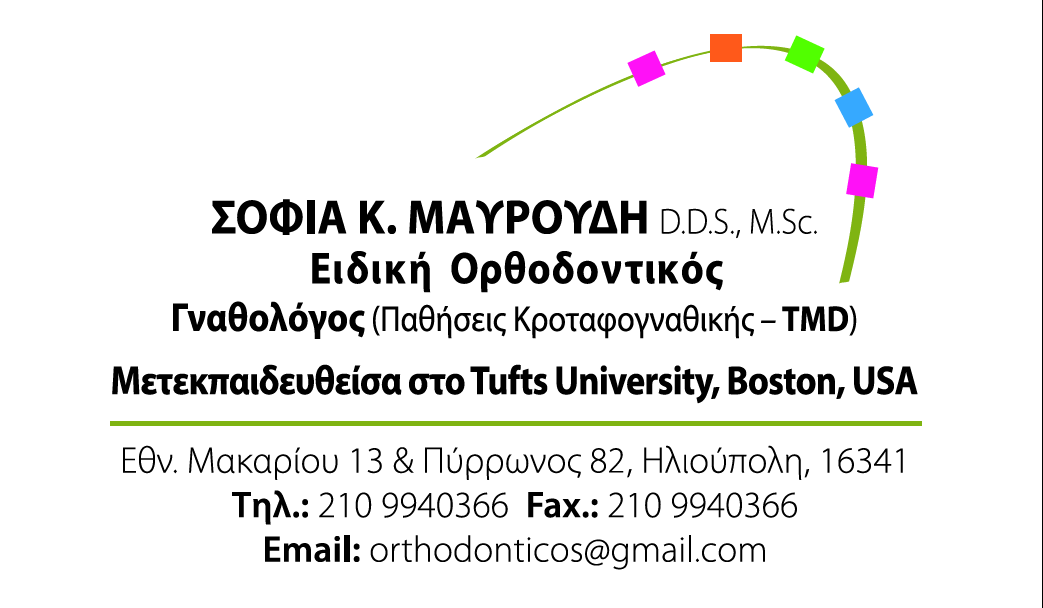 ΣΟΦΙΑ Κ. ΜΑΥΡΟΥΔΗ D.D.S., M.Sc.
Ειδική Ορθοδοντικός
Γναθολόγος (Παθήσεις Κροταφογναθικής – TMD)
Μετεκπαιδευθείσα στο Tufts University, Boston, USA
Εθν. Μακαρίου 13 & Πύρρωνος 82, Ηλιούπολη, 16341
Τηλ.: 210 9940366 Fax.: 210 9940366
Email: orthodonticos@gmail.com